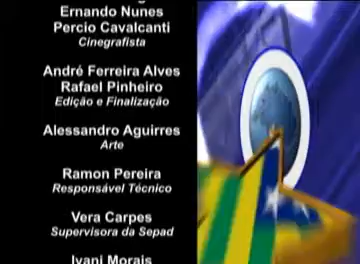 Ernando Nunes
Percio Cavalcanti
Cinegrafista
André Ferreira Alves
Rafael Pinheiro
Edição e Finalização
Alessandro Aguirres
Arte
Ramon Pereira
Responsável Técnico
Vera Carpes
Supervisora da Sepad
Ivani Morais